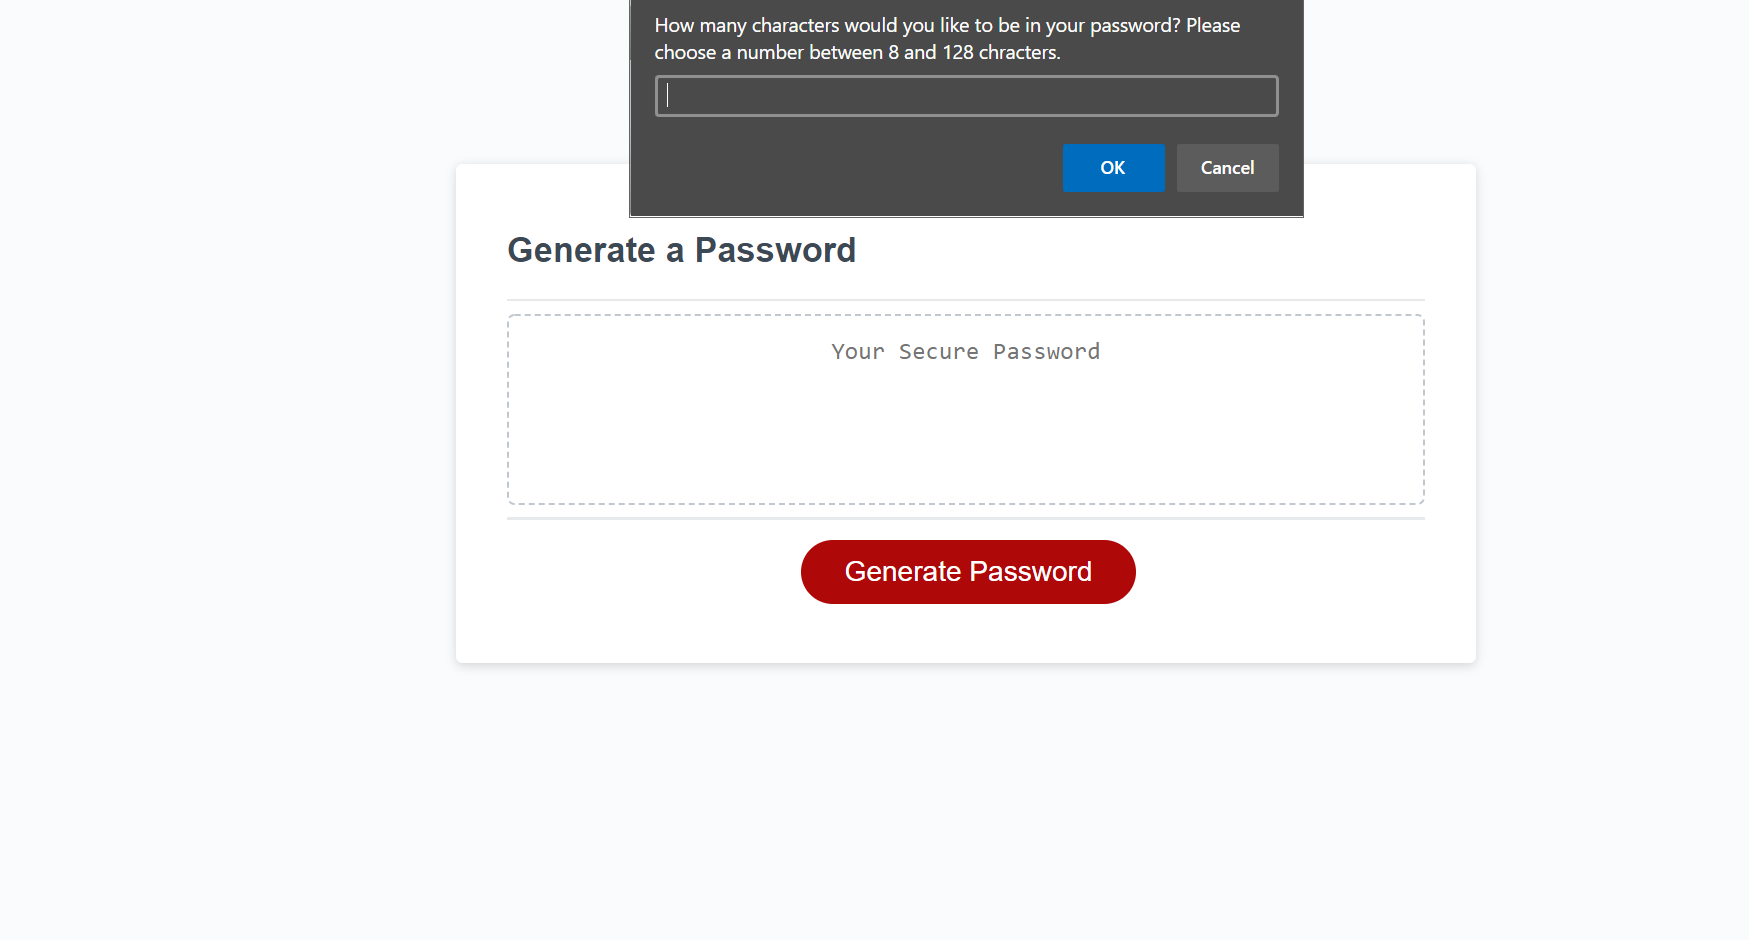 How many characters would you like to be in your password? Please
choose a number between 8 and 128 chracters.
OK
Cancel
Generate a Password
Your Secure Password
Generate Password